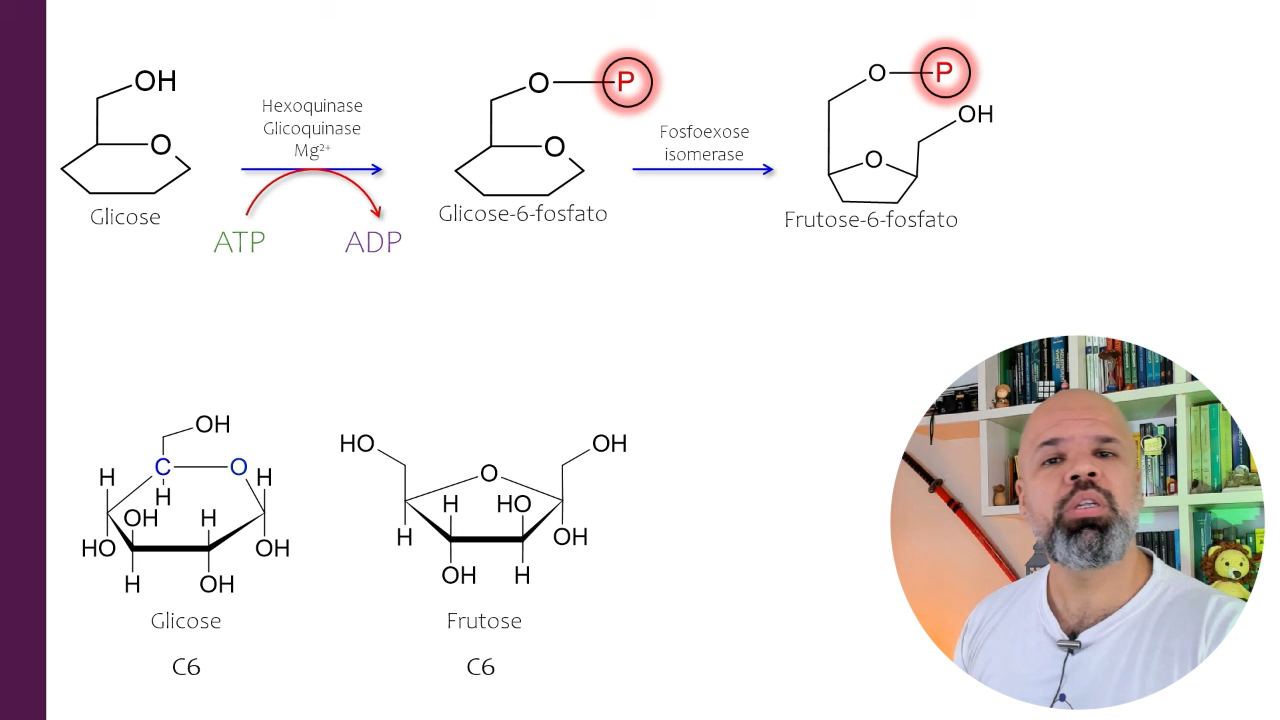 OH
O
Glicose
Hexoquinase
Glicoquinase
Mg²⁺
ATP
ADP
O
P
O
Glicose-6-fosfato
Fosfoexose
isomerase
O
P
OH
O
Frutose-6-fosfato
OH
H
C
O
H
H
OH
H
HO
OH
H
OH
Glicose
C6
HO
OH
O
H
HO
H
OH
OH
H
Frutose
C6